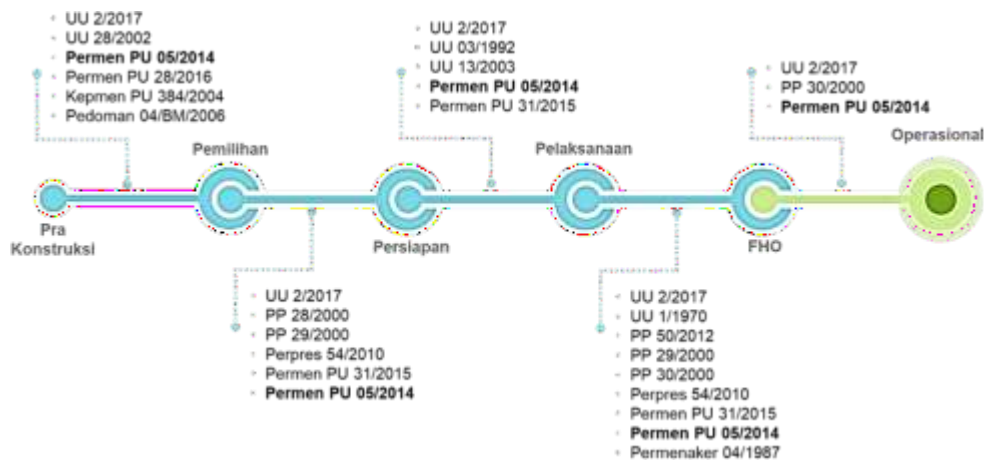 UU 2/2017
UU 28/2002
Permen PU 05/2014
Permen PU 28/2016
Kepmen PU 384/2004
Pedoman 04/BM/2006
UU 2/2017
UU 03/1992
UU 13/2003
Permen PU 05/2014
Permen PU 31/2015
UU 2/2017
PP 30/2000
Permen PU 05/2014
Pra
Konstruksi
Pemilihan
Persiapan
Pelaksanaan
FHO
Operasional
UU 2/2017
PP 28/2000
PP 29/2000
Perpres 54/2010
Permen PU 31/2015
Permen PU 05/2014
UU 2/2017
UU 1/1970
PP 50/2012
PP 29/2000
PP 30/2000
Perpres 54/2010
Permen PU 31/2015
Permen PU 05/2014
Permenaker 04/1987